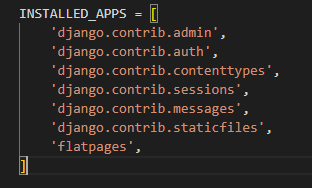 INSTALLED_APPS = [
    'django.contrib.admin',
    'django.contrib.auth',
    'django.contrib.contenttypes',
    'django.contrib.sessions',
    'django.contrib.messages',
    'django.contrib.staticfiles',
    'flatpages',
]